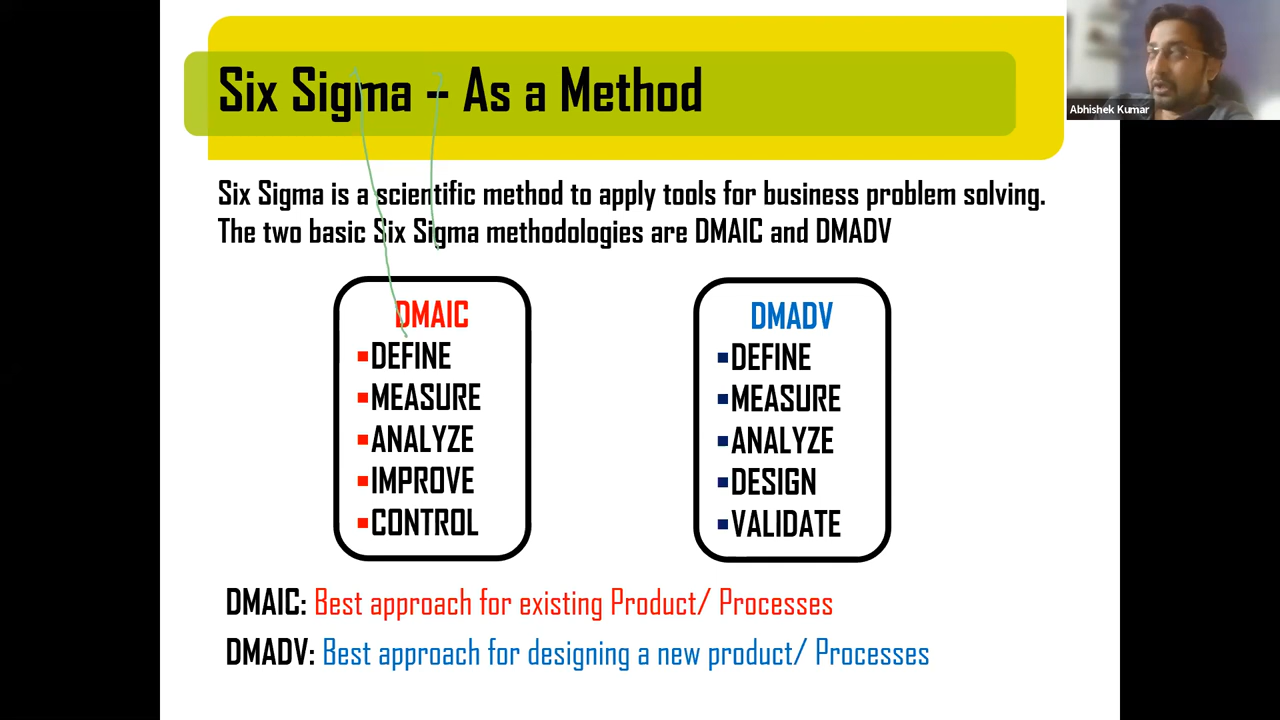 Six Sigma – As a Method
Abhishek Kumar
Six Sigma is a scientific method to apply tools for business problem solving.
The two basic Six Sigma methodologies are DMAIC and DMADV
DMAIC
▪DEFINE
▪MEASURE
▪ANALYZE
▪IMPROVE
▪CONTROL
DMADV
▪DEFINE
▪MEASURE
▪ANALYZE
▪DESIGN
▪VALIDATE
DMAIC: Best approach for existing Product/ Processes
DMADV: Best approach for designing a new product/ Processes